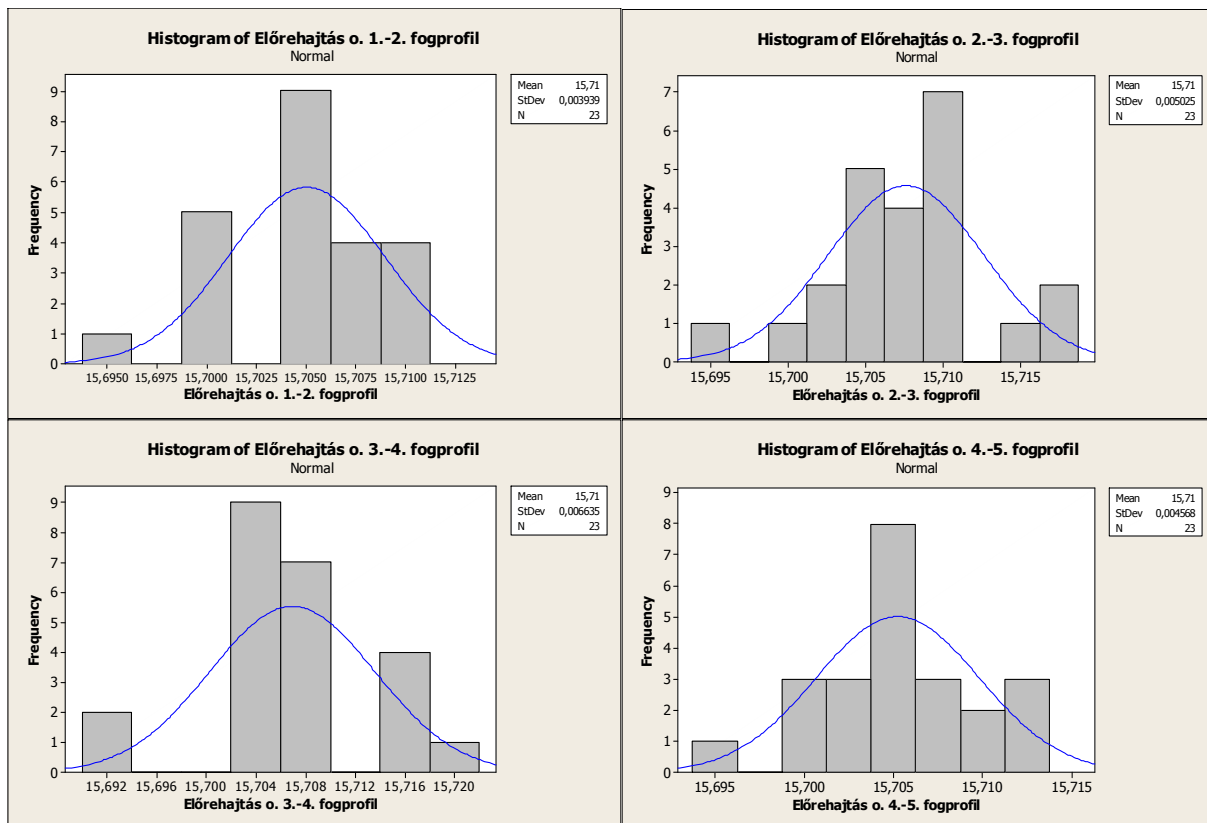 Histogram of Előrehajtás o. 1.-2. fogprofil
Normal
Mean 15,71
StDev 0,003939
N 23
Frequency
9
8
7
6
5
4
3
2
1
0
15,6950 15,6975 15,7000 15,7025 15,7050 15,7075 15,7100 15,7125
Előrehajtás o. 1.-2. fogprofil
Histogram of Előrehajtás o. 2.-3. fogprofil
Normal
Mean 15,71
StDev 0,005025
N 23
Frequency
7
6
5
4
3
2
1
0
15,695 15,700 15,705 15,710 15,715
Előrehajtás o. 2.-3. fogprofil
Histogram of Előrehajtás o. 3.-4. fogprofil
Normal
Mean 15,71
StDev 0,006635
N 23
Frequency
9
8
7
6
5
4
3
2
1
0
15,692 15,696 15,700 15,704 15,708 15,712 15,716 15,720
Előrehajtás o. 3.-4. fogprofil
Histogram of Előrehajtás o. 4.-5. fogprofil
Normal
Mean 15,71
StDev 0,004568
N 23
Frequency
9
8
7
6
5
4
3
2
1
0
15,695 15,700 15,705 15,710 15,715
Előrehajtás o. 4.-5. fogprofil